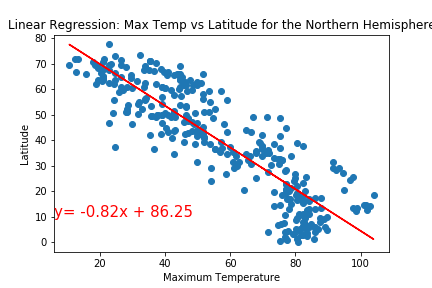 Linear Regression: Max Temp vs Latitude for the Northern Hemisphere
80
70
60
50
40
30
20
10
0
Latitude
y= -0.82x + 86.25
20 40 60 80 100
Maximum Temperature